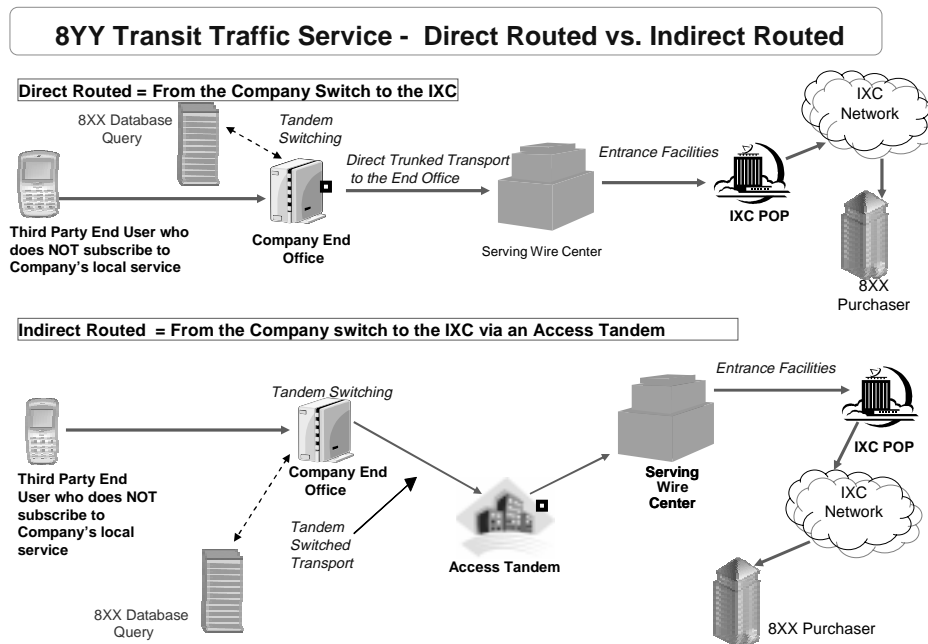 8YY Transit Traffic Service -  Direct Routed vs. Indirect Routed
Direct Routed = From the Company Switch to the IXC
8XX Database
Query
Tandem
Switching
Direct Trunked Transport
to the End Office
Entrance Facilities
IXC
Network
IXC POP
Third Party End User who
does NOT subscribe to
Company's local service
Company End
Office
Serving Wire Center
8XX
Purchaser
Indirect Routed  = From the Company switch to the IXC via an Access Tandem
Tandem Switching
Entrance Facilities
Company End
Office
IXC POP
Third Party End
User who does NOT
subscribe to
Company's local
service
Serving
Wire
Center
IXC
Network
Tandem
Switched
Transport
Access Tandem
8XX Database
Query
8XX Purchaser